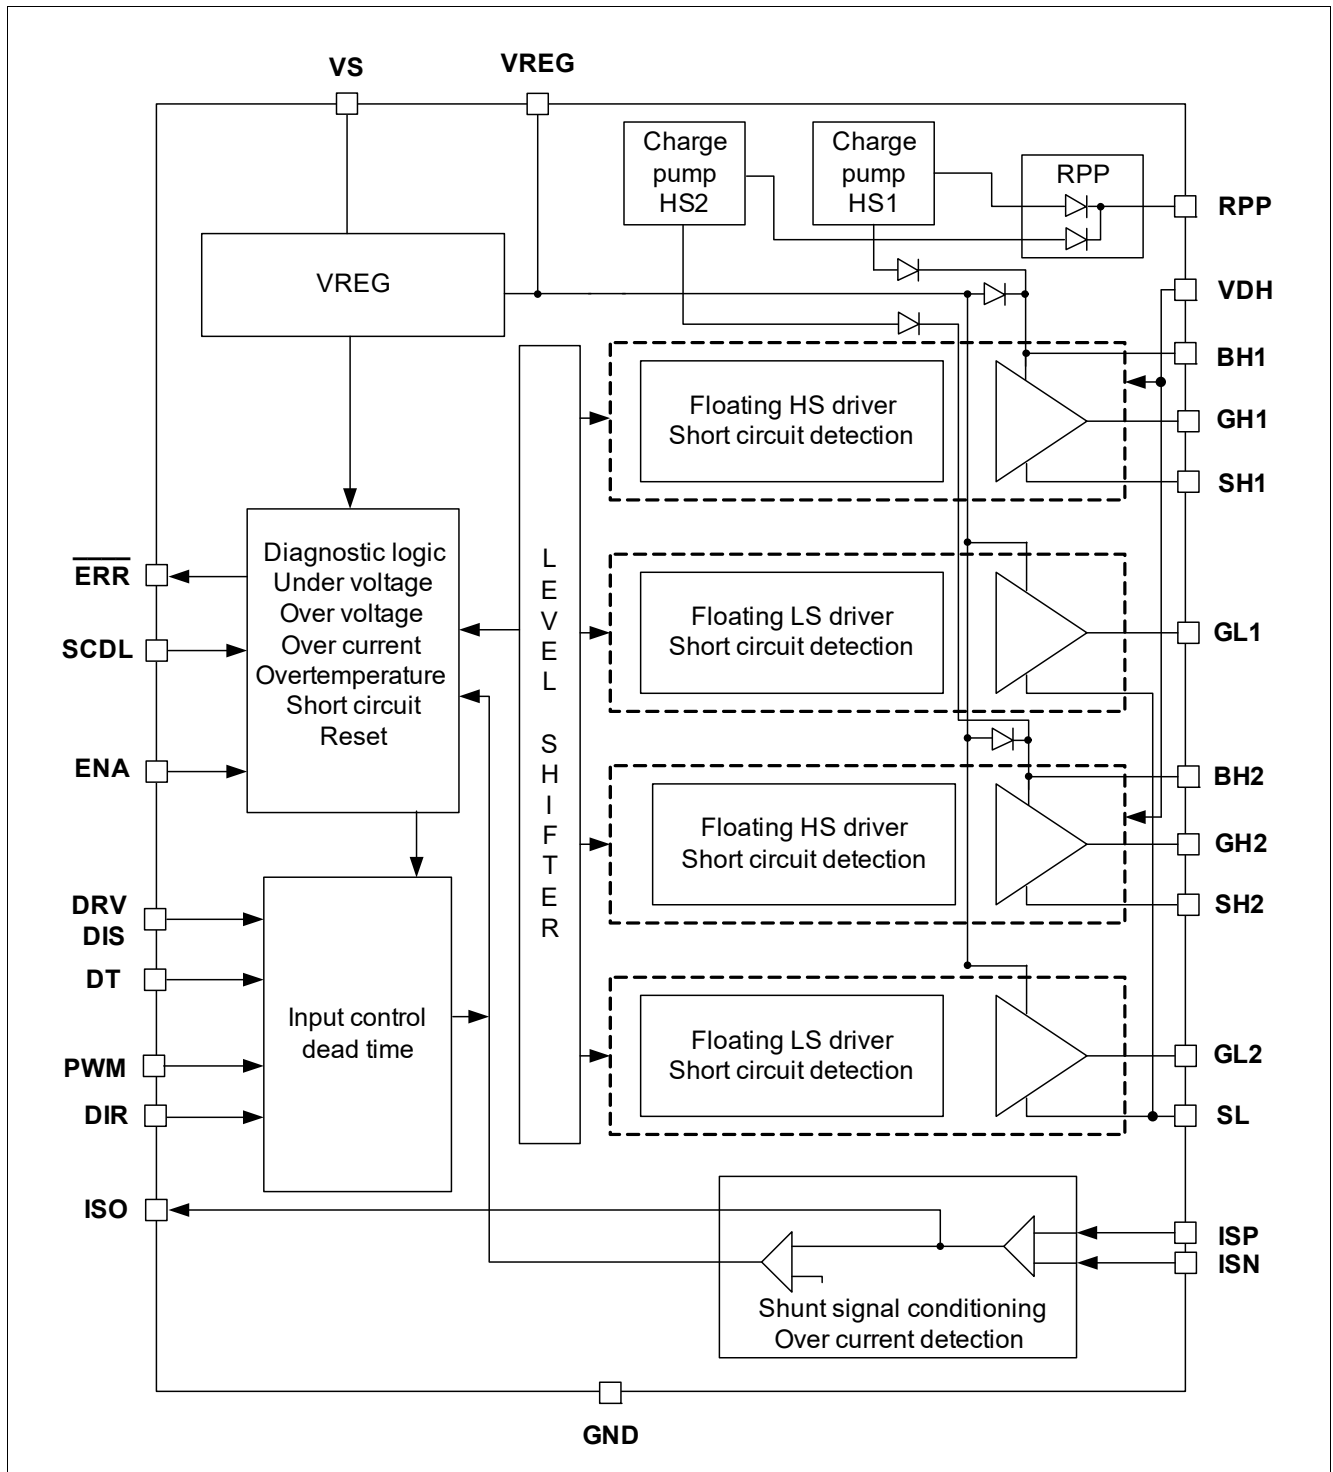 VS
VREG
Charge
pump
HS2
Charge
pump
HS1
RPP
RPP
VREG
VDH
BH1
Floating HS driver
Short circuit detection
GH1
SH1
Diagnostic logic
Under voltage
Over voltage
Over current
Overtemperature
Short circuit
Reset
ERR
SCDL
ENA
LEVEL SHIFTER
Floating LS driver
Short circuit detection
GL1
BH2
Floating HS driver
Short circuit detection
GH2
SH2
DRV
DIS
DT
PWM
DIR
Input control
dead time
Floating LS driver
Short circuit detection
GL2
SL
ISO
ISP
ISN
Shunt signal conditioning
Over current detection
GND